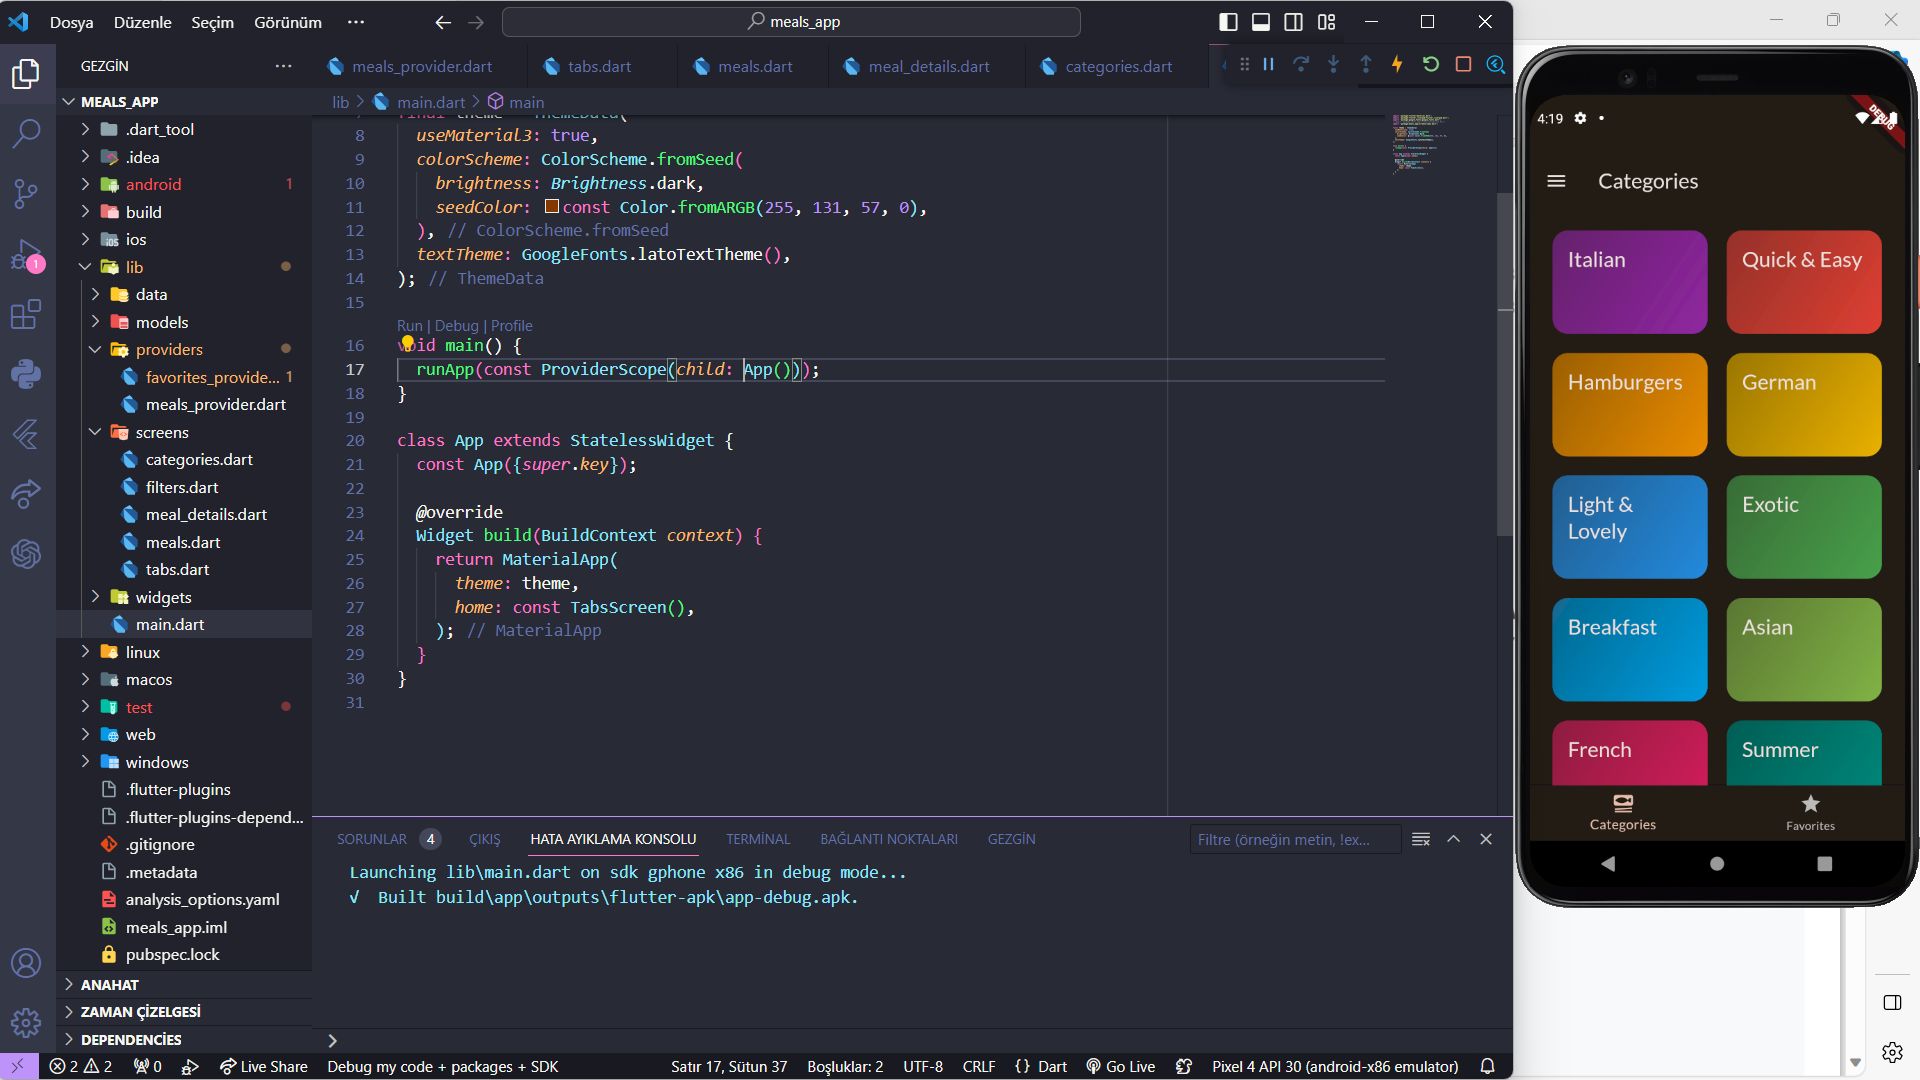 Dosya Düzenle Seçim Görünüm ··· meals_app
GEZGİN
meals_provider.dart tabs.dart meals.dart meal_details.dart categories.dart
MEALS_APP
.dart_tool
.idea
android 1
build
ios
lib
data
models
providers
favorites_provide... 1
meals_provider.dart
screens
categories.dart
filters.dart
meal_details.dart
meals.dart
tabs.dart
widgets
main.dart
linux
macos
test
web
windows
.flutter-plugins
.flutter-plugins-depend...
.gitignore
.metadata
analysis_options.yaml
meals_app.iml
pubspec.lock
ANAHAT
ZAMAN ÇİZELGESİ
DEPENDENCİES
1
lib > main.dart > main
7 final theme = ThemeData(
8 useMaterial3: true,
9 colorScheme: ColorScheme.fromSeed(
10 brightness: Brightness.dark,
11 seedColor: const Color.fromARGB(255, 131, 57, 0),
12 ), // ColorScheme.fromSeed
13 textTheme: GoogleFonts.latoTextTheme(),
14 ); // ThemeData
15
Run | Debug | Profile
16 void main() {
17 runApp(const ProviderScope(child: App()));
18 }
19
20 class App extends StatelessWidget {
21 const App({super.key});
22
23 @override
24 Widget build(BuildContext context) {
25 return MaterialApp(
26 theme: theme,
27 home: const TabsScreen(),
28 ); // MaterialApp
29 }
30 }
31
SORUNLAR 4 ÇIKIŞ HATA AYIKLAMA KONSOLU TERMİNAL BAĞLANTI NOKTALARI GEZGİN Filtre (örneğin metin, !ex...
Launching lib\main.dart on sdk gphone x86 in debug mode...
√ Built build\app\outputs\flutter-apk\app-debug.apk.
2 2 0 Live Share Debug my code + packages + SDK Satır 17, Sütun 37 Boşluklar: 2 UTF-8 CRLF {} Dart Go Live Pixel 4 API 30 (android-x86 emulator)
4:19
DEBUG
Categories
Italian Quick & Easy
Hamburgers German
Light & Exotic
Lovely
Breakfast Asian
French Summer
Categories Favorites